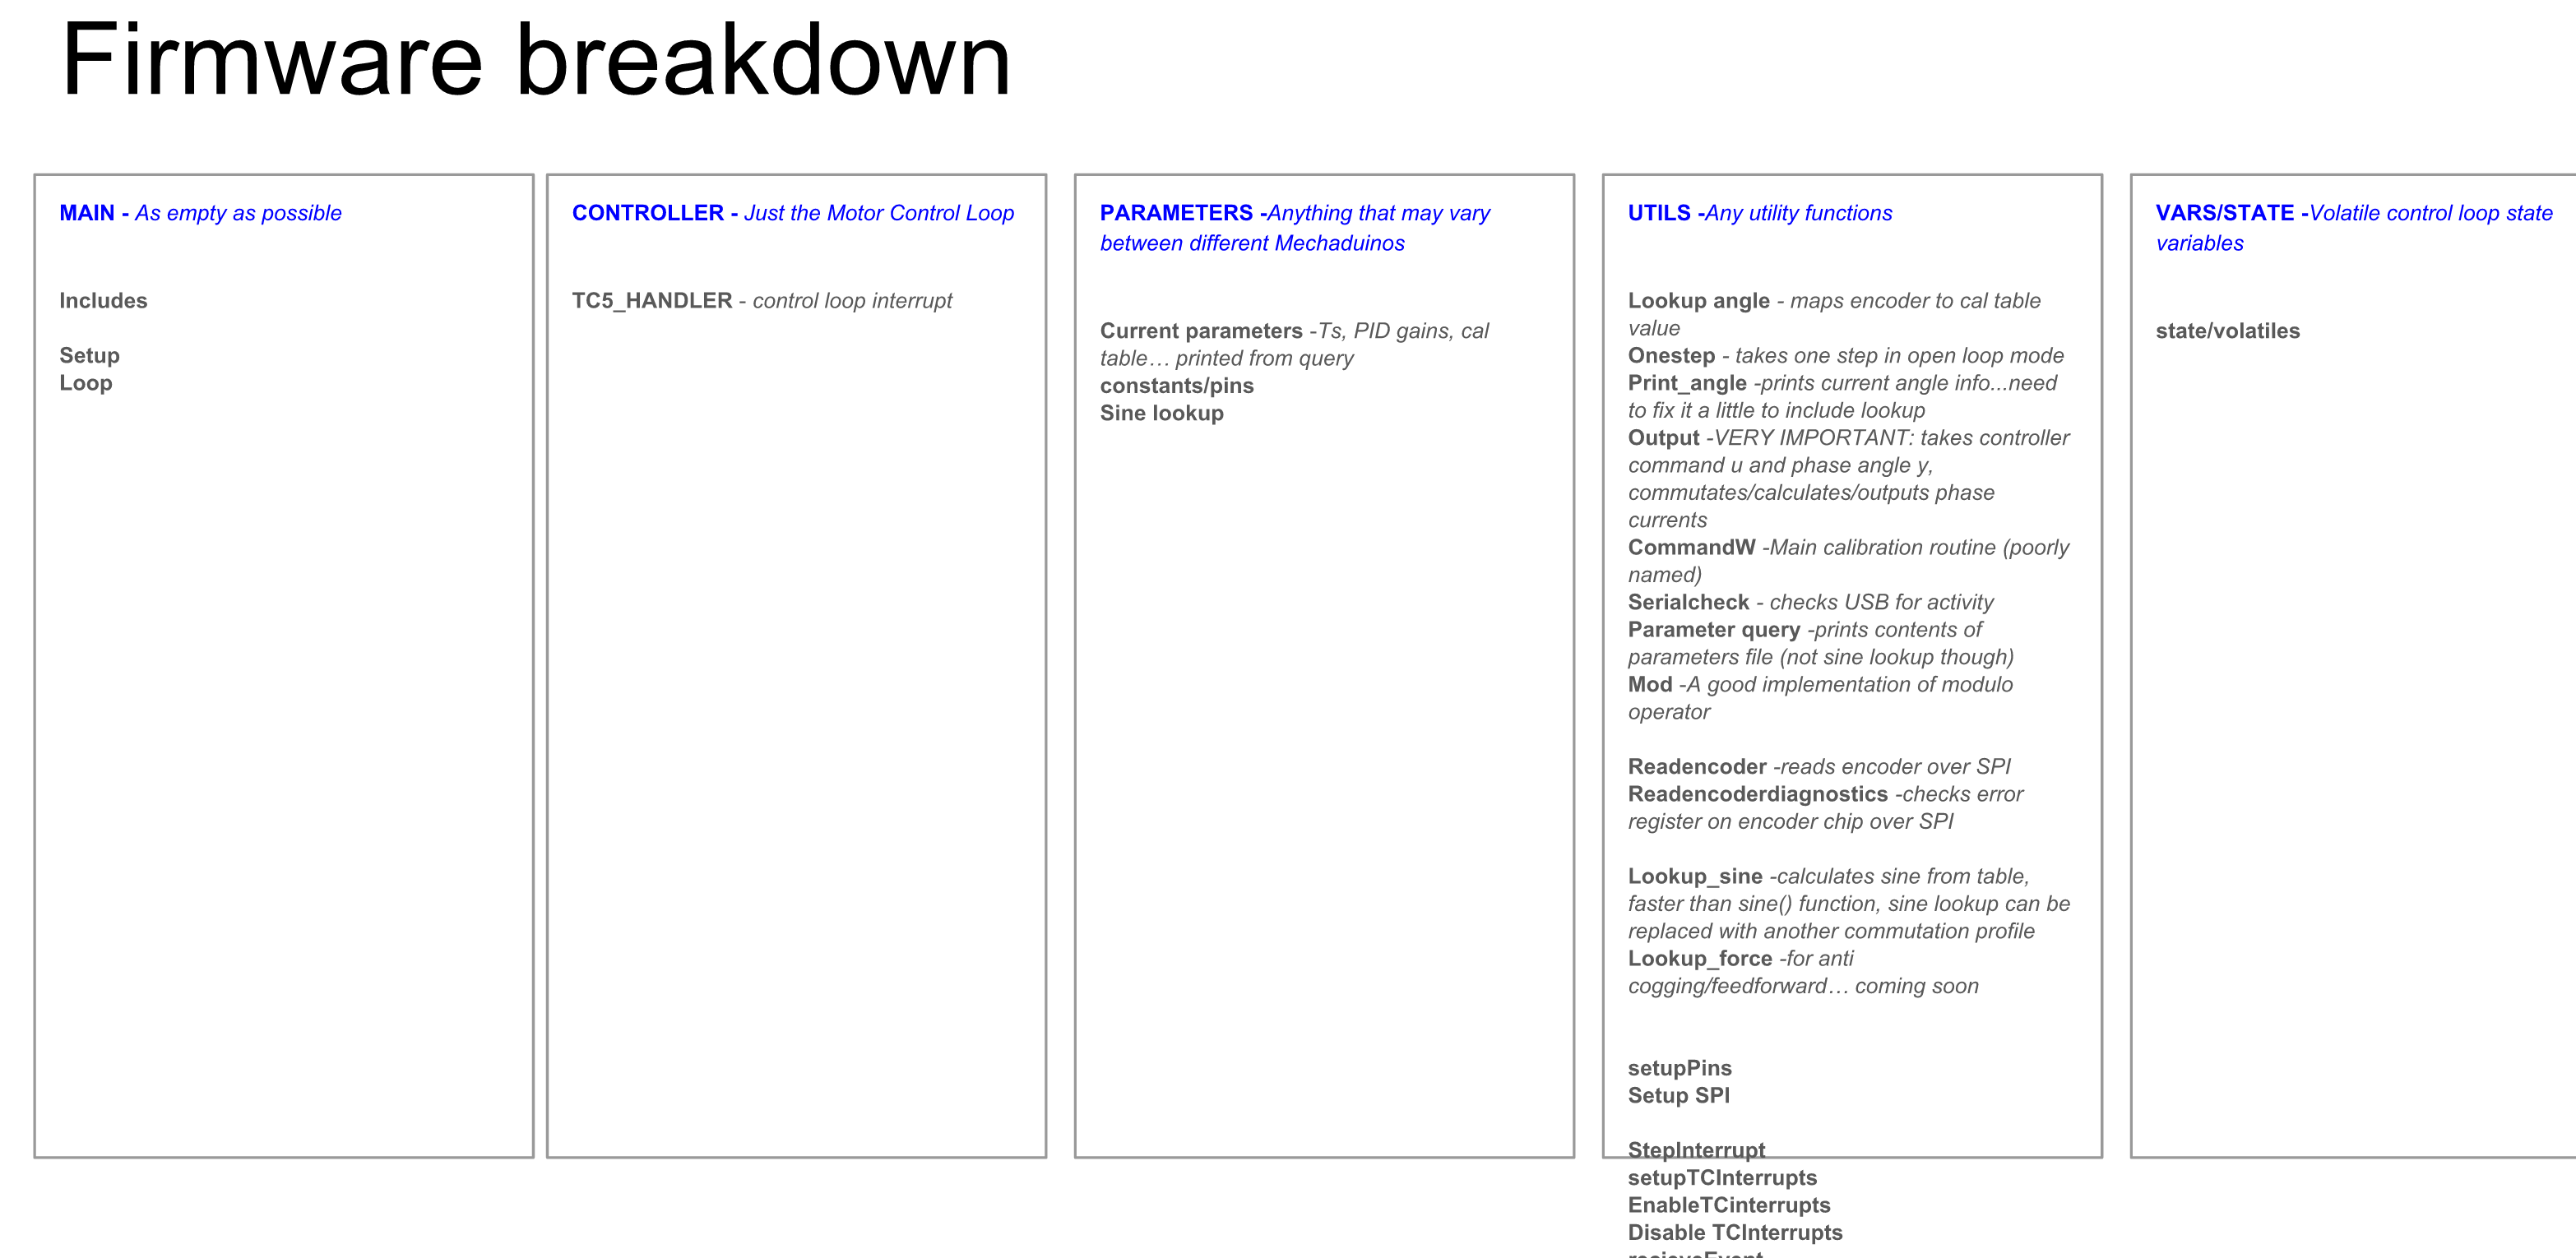 Firmware breakdown
MAIN - As empty as possible
Includes
Setup
Loop
CONTROLLER - Just the Motor Control Loop
TC5_HANDLER - control loop interrupt
PARAMETERS -Anything that may vary
between different Mechaduinos
Current parameters -Ts, PID gains, cal
table… printed from query
constants/pins
Sine lookup
UTILS -Any utility functions
Lookup angle - maps encoder to cal table
value
Onestep - takes one step in open loop mode
Print_angle -prints current angle info...need
to fix it a little to include lookup
Output -VERY IMPORTANT: takes controller
command u and phase angle y,
commutates/calculates/outputs phase
currents
CommandW -Main calibration routine (poorly
named)
Serialcheck - checks USB for activity
Parameter query -prints contents of
parameters file (not sine lookup though)
Mod -A good implementation of modulo
operator
Readencoder -reads encoder over SPI
Readencoderdiagnostics -checks error
register on encoder chip over SPI
Lookup_sine -calculates sine from table,
faster than sine() function, sine lookup can be
replaced with another commutation profile
Lookup_force -for anti
cogging/feedforward… coming soon
setupPins
Setup SPI
StepInterrupt
setupTCInterrupts
EnableTCinterrupts
Disable TCInterrupts
VARS/STATE -Volatile control loop state
variables
state/volatiles